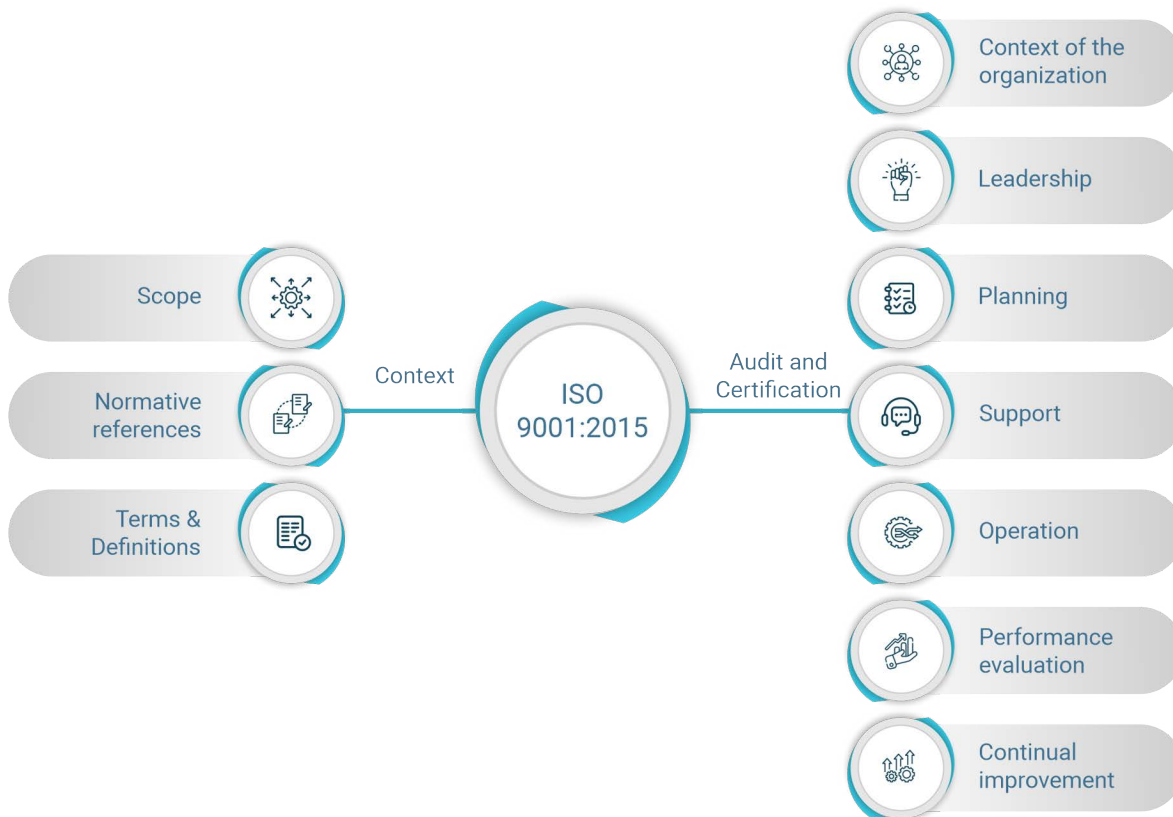 Scope
Normative
references
Terms &
Definitions
Context
ISO
9001:2015
Audit and
Certification
Context of the
organization
Leadership
Planning
Support
Operation
Performance
evaluation
Continual
improvement